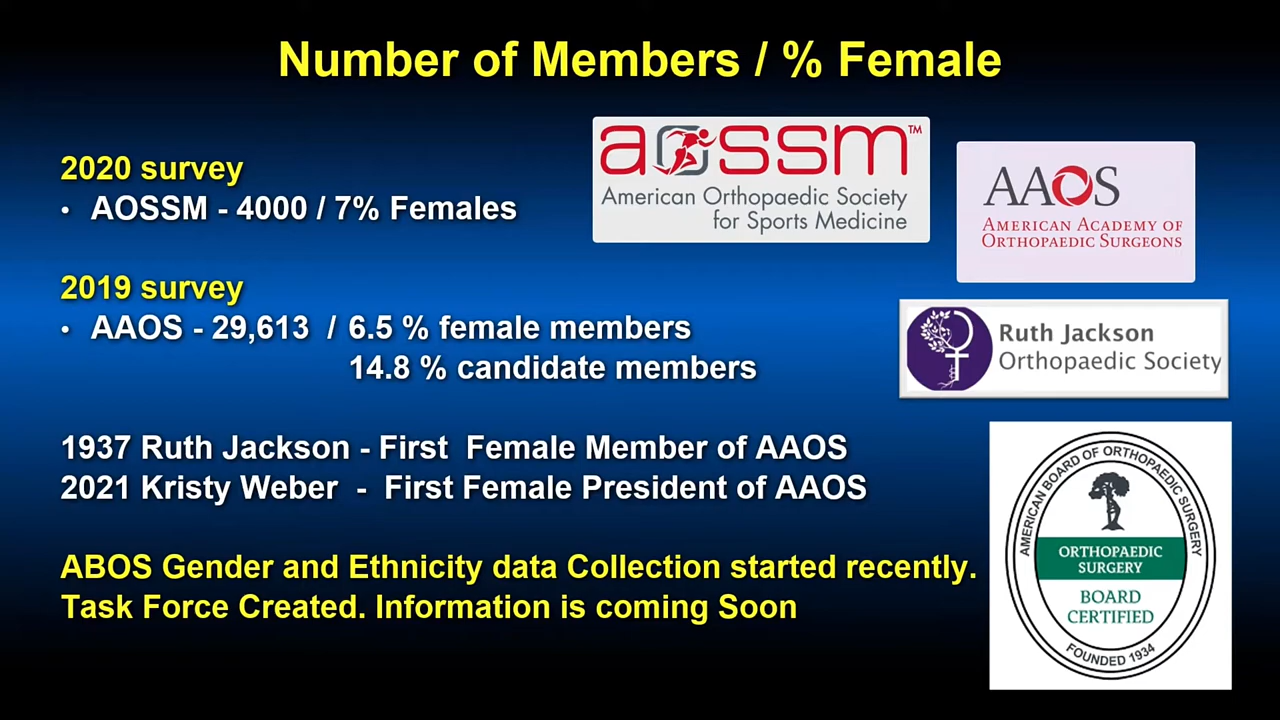 Number of Members / % Female
2020 survey
• AOSSM - 4000 / 7% Females
2019 survey
• AAOS - 29,613 / 6.5 % female members
14.8 % candidate members
1937 Ruth Jackson - First Female Member of AAOS
2021 Kristy Weber - First Female President of AAOS
ABOS Gender and Ethnicity data Collection started recently.
Task Force Created. Information is coming Soon
aossm™
American Orthopaedic Society
for Sports Medicine
AAOS
AMERICAN ACADEMY OF
ORTHOPAEDIC SURGEONS
Ruth Jackson
Orthopaedic Society
AMERICAN BOARD OF ORTHOPAEDIC SURGERY
ORTHOPAEDIC
SURGERY
BOARD
CERTIFIED
FOUNDED 1934